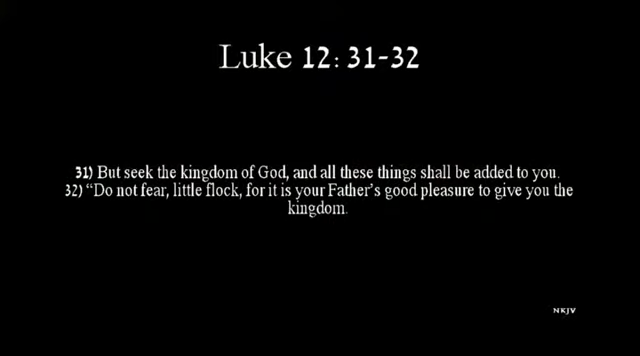 Luke 12: 31-32
31) But seek the kingdom of God, and all these things shall be added to you.
32) “Do not fear, little flock, for it is your Father’s good pleasure to give you the
kingdom.
NKJV